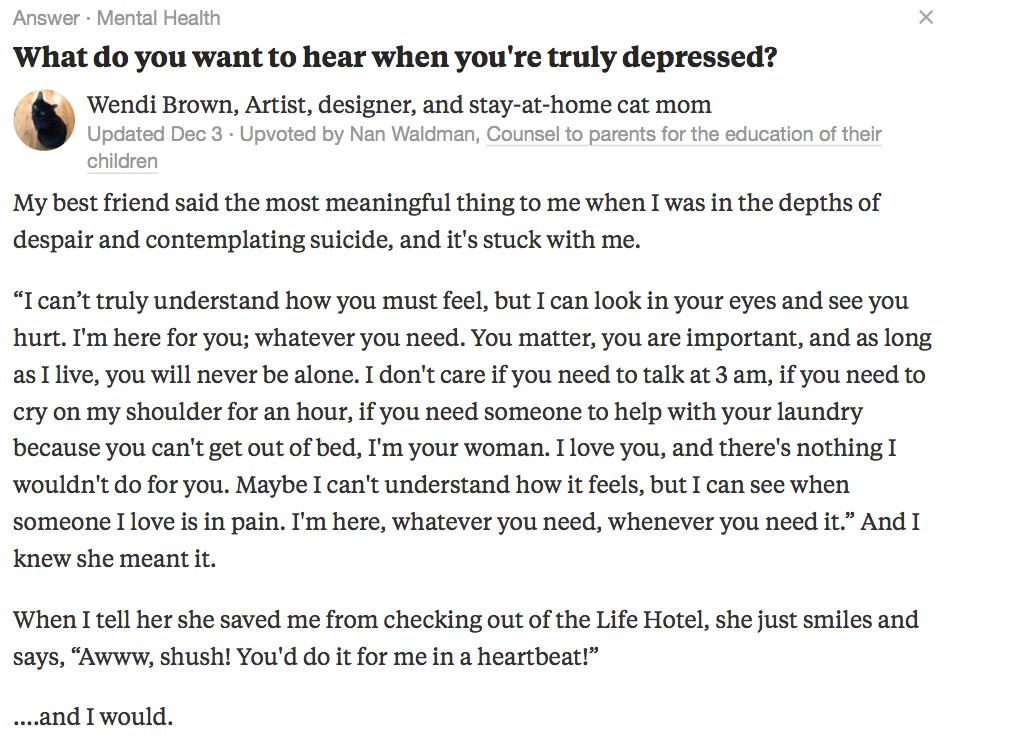 Answer · Mental Health
What do you want to hear when you're truly depressed?
Wendi Brown, Artist, designer, and stay-at-home cat mom
Updated Dec 3 · Upvoted by Nan Waldman, Counsel to parents for the education of their
children
My best friend said the most meaningful thing to me when I was in the depths of
despair and contemplating suicide, and it's stuck with me.
“I can’t truly understand how you must feel, but I can look in your eyes and see you
hurt. I'm here for you; whatever you need. You matter, you are important, and as long
as I live, you will never be alone. I don't care if you need to talk at 3 am, if you need to
cry on my shoulder for an hour, if you need someone to help with your laundry
because you can't get out of bed, I'm your woman. I love you, and there's nothing I
wouldn't do for you. Maybe I can't understand how it feels, but I can see when
someone I love is in pain. I'm here, whatever you need, whenever you need it.” And I
knew she meant it.
When I tell her she saved me from checking out of the Life Hotel, she just smiles and
says, “Awww, shush! You'd do it for me in a heartbeat!”
....and I would.